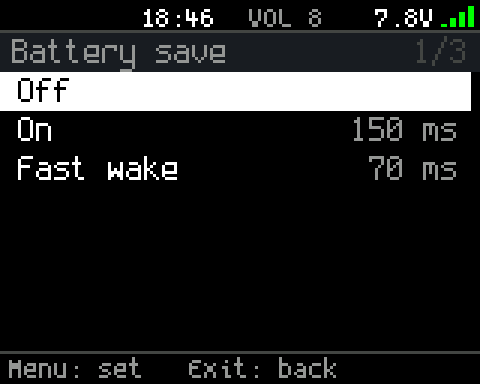 18:46 VOL 8 7.8V
Battery save 1/3
Off
On 150 ms
Fast wake 70 ms
Menu: set Exit: back